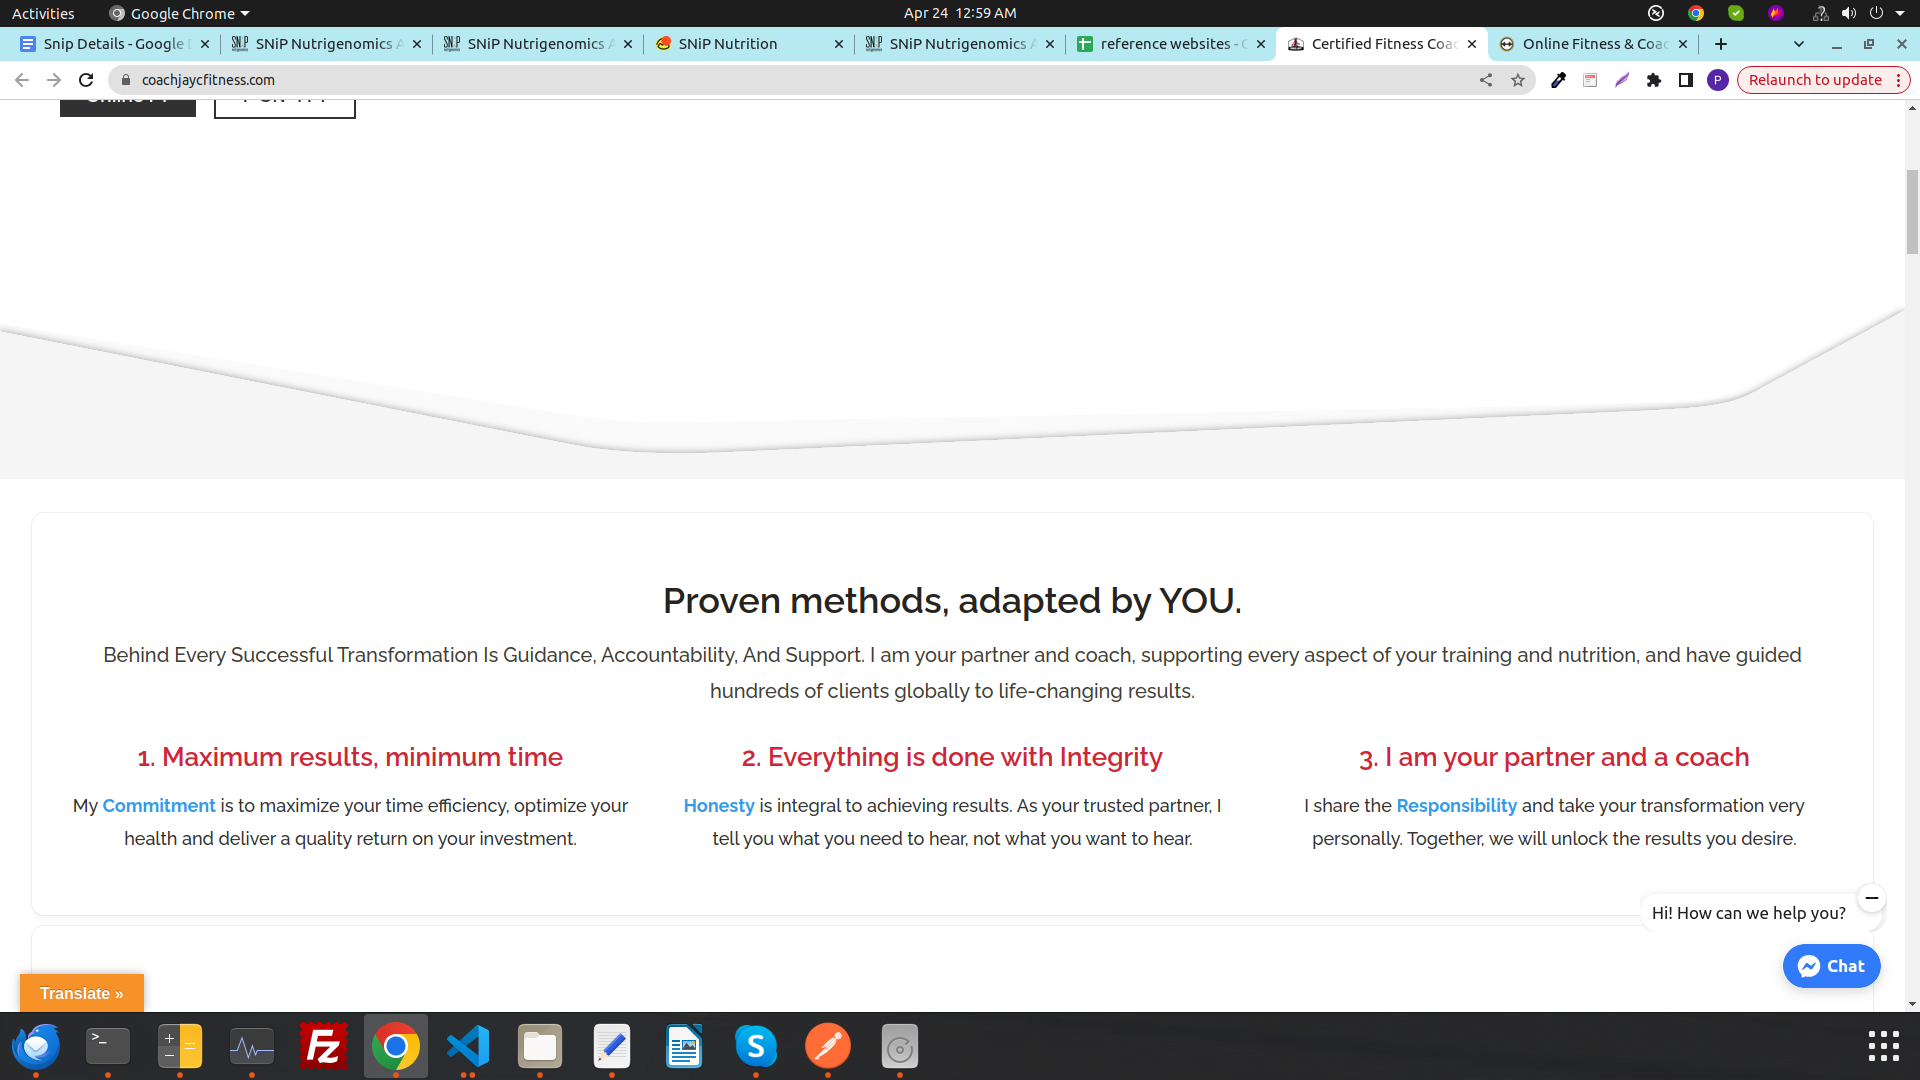 Activities
Google Chrome
Apr 24 12:59 AM
Snip Details - Google
SNiP Nutrigenomics
SNiP Nutrigenomics
SNiP Nutrition
SNiP Nutrigenomics
reference websites -
Certified Fitness Coac
Online Fitness & Coac
coachjaycfitness.com
P
Relaunch to update
Proven methods, adapted by YOU.
Behind Every Successful Transformation Is Guidance, Accountability, And Support. I am your partner and coach, supporting every aspect of your training and nutrition, and have guided
hundreds of clients globally to life-changing results.
1. Maximum results, minimum time
My Commitment is to maximize your time efficiency, optimize your
health and deliver a quality return on your investment.
2. Everything is done with Integrity
Honesty is integral to achieving results. As your trusted partner, I
tell you what you need to hear, not what you want to hear.
3. I am your partner and a coach
I share the Responsibility and take your transformation very
personally. Together, we will unlock the results you desire.
Hi! How can we help you?
Chat
Translate »